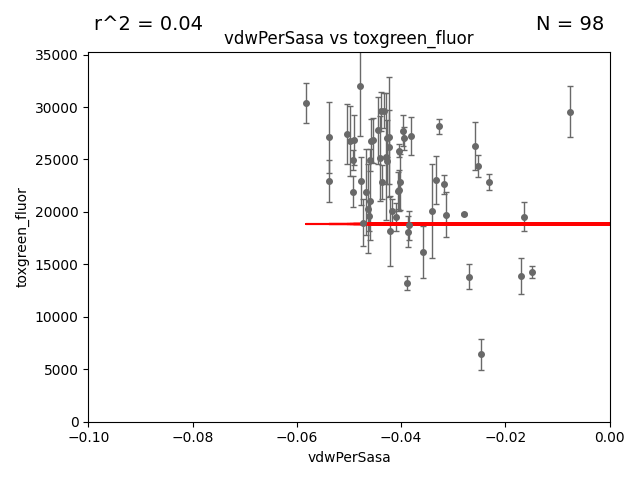 r^2 = 0.04
N = 98
vdwPerSasa vs toxgreen_fluor
35000
30000
25000
20000
15000
10000
5000
0
toxgreen_fluor
−0.10
−0.08
−0.06
−0.04
−0.02
0.00
vdwPerSasa